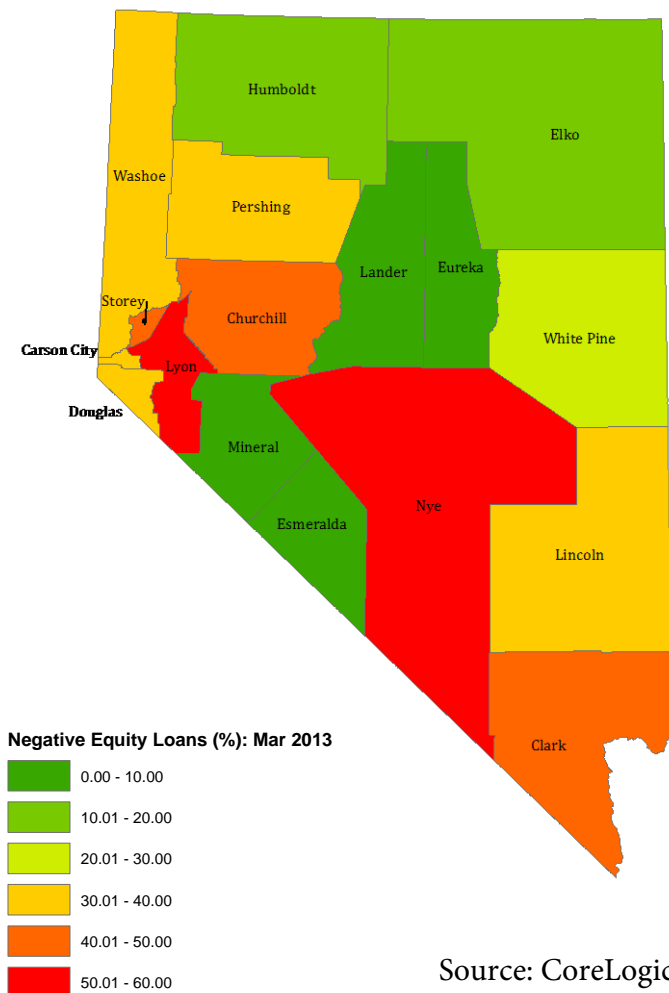 Humboldt
Elko
Washoe
Pershing
Lander
Eureka
Storey
Churchill
White Pine
Carson City
Lyon
Douglas
Mineral
Nye
Esmeralda
Lincoln
Clark
Negative Equity Loans (%): Mar 2013
0.00 - 10.00
10.01 - 20.00
20.01 - 30.00
30.01 - 40.00
40.01 - 50.00
50.01 - 60.00
Source: CoreLogic